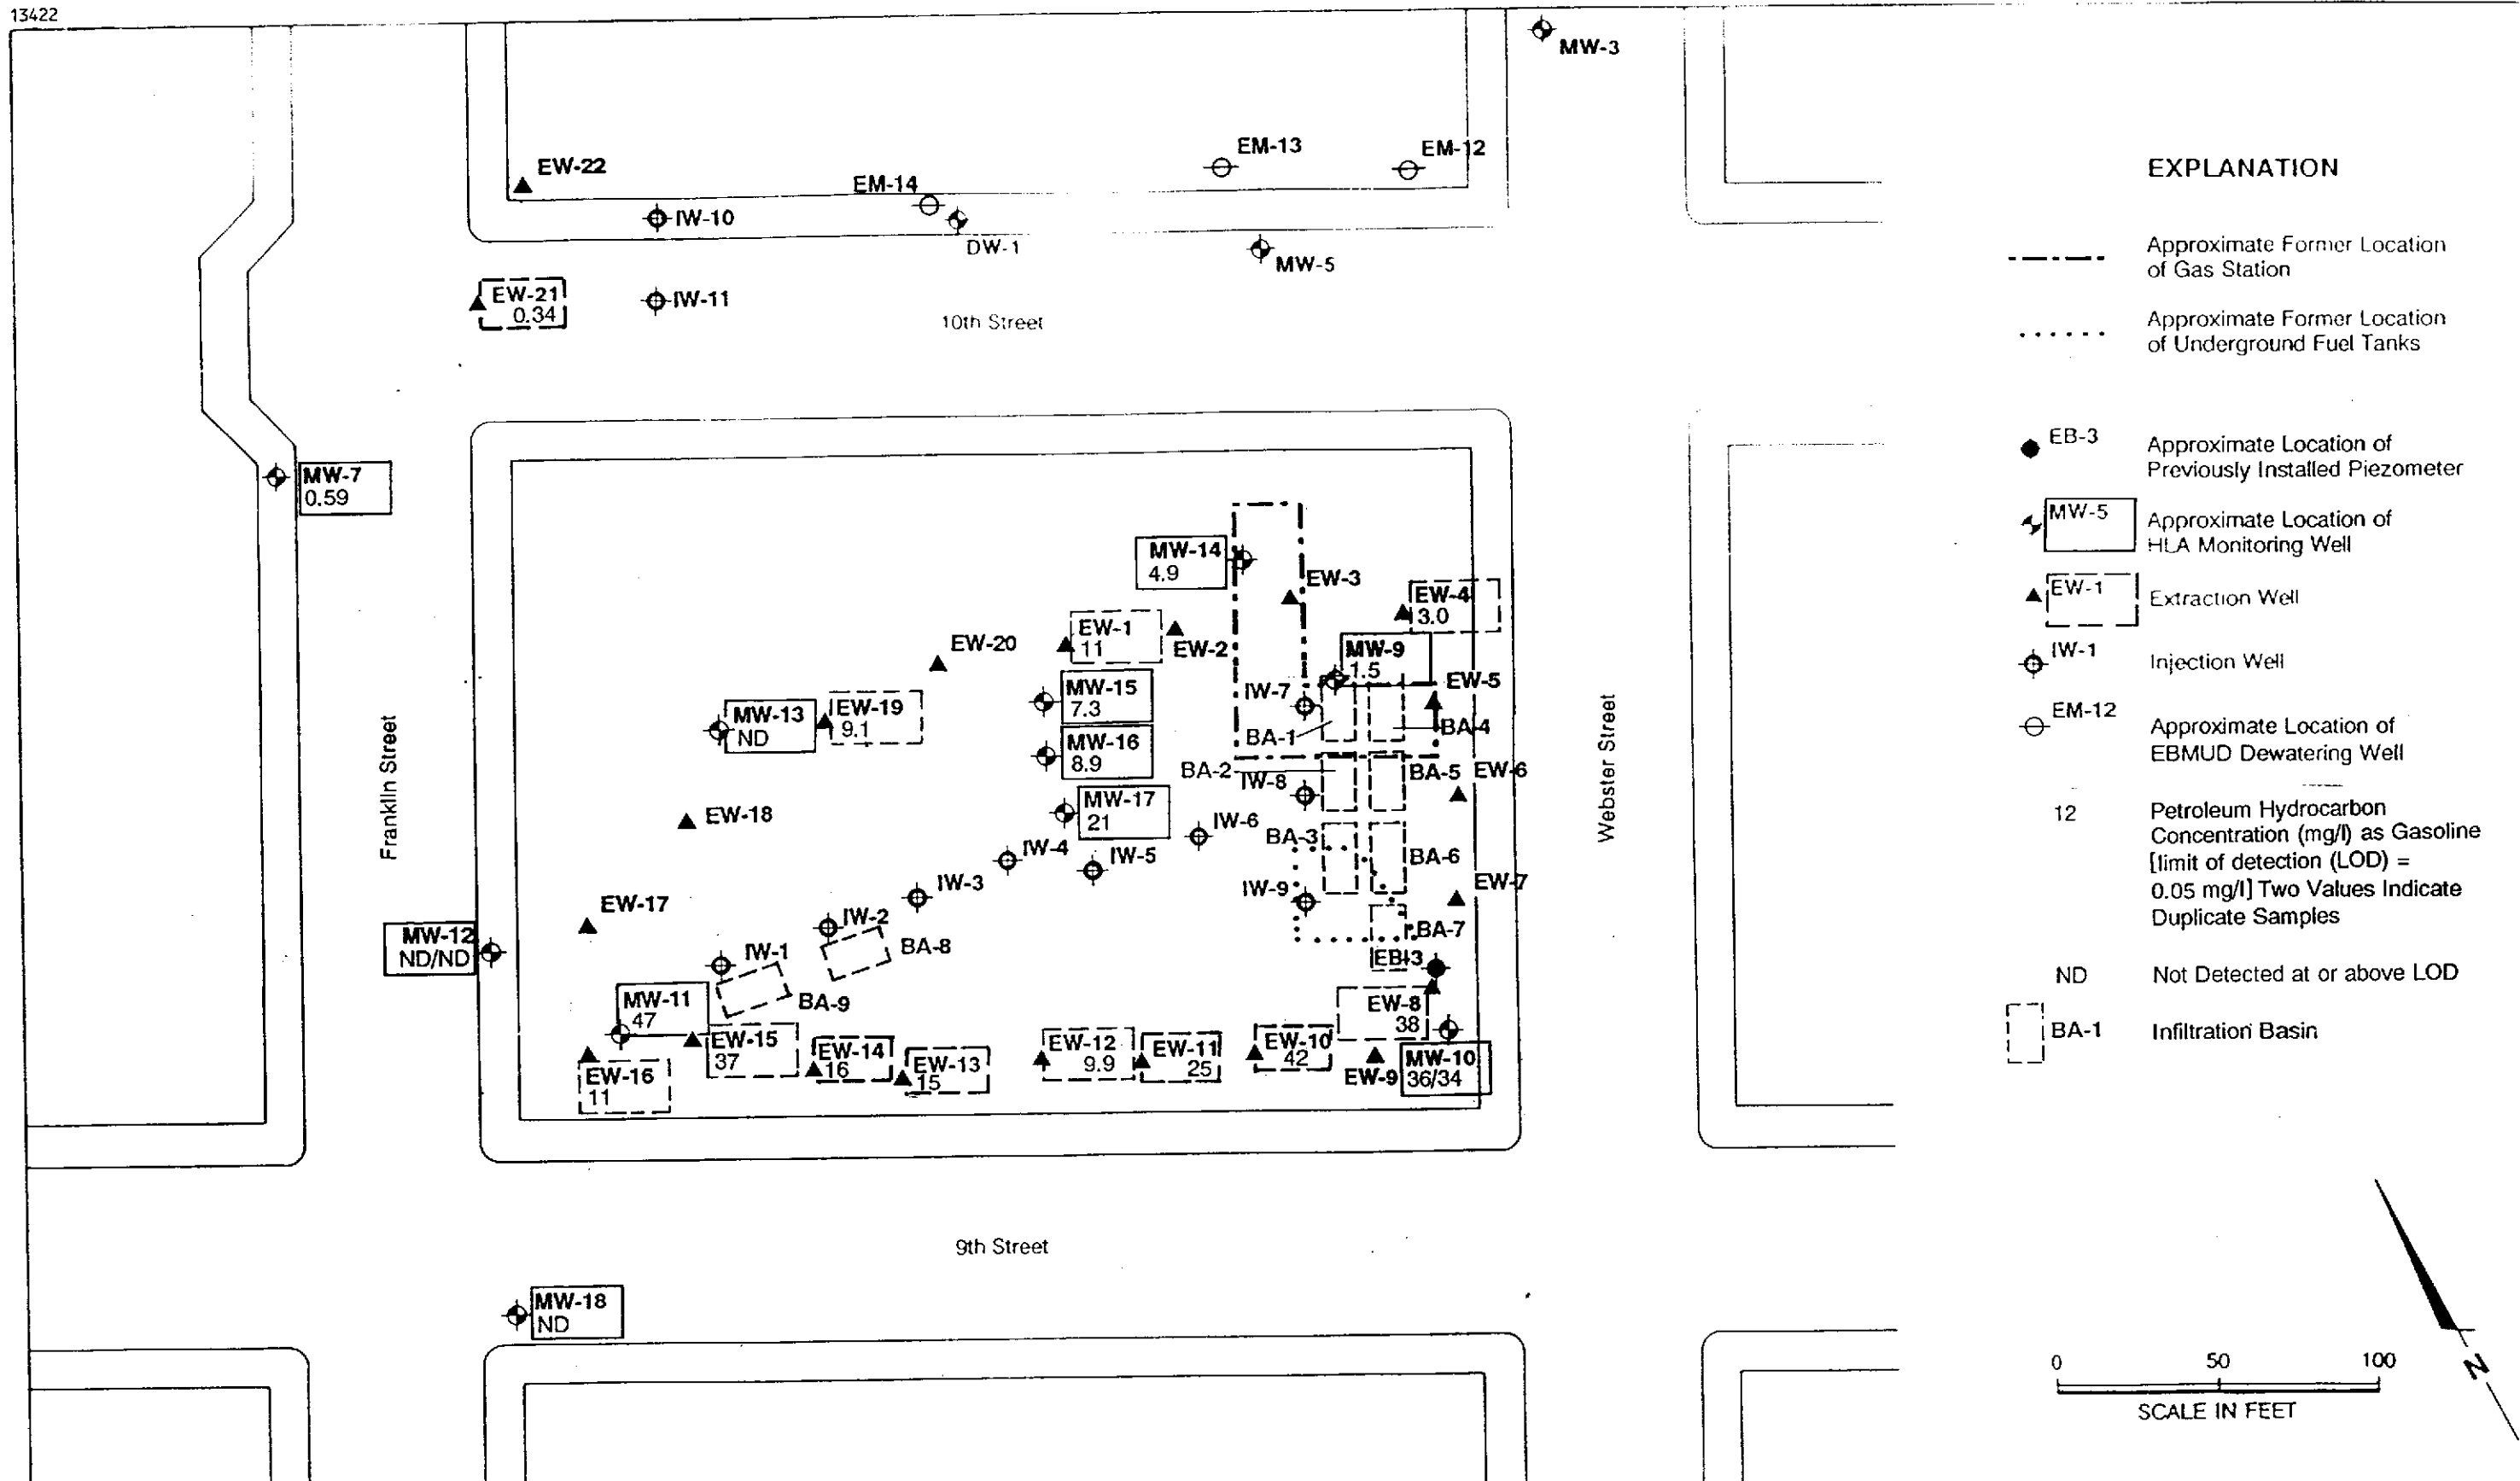 13422
MW-3
EW-22
IW-10
EM-14
DW-1
EM-13
EM-12
MW-5
EW-21
0.34
IW-11
10th Street
MW-7
0.59
Franklin Street
MW-14
4.9
EW-3
EW-4
3.0
EW-1
11
EW-2
EW-20
MW-9
1.5
MW-15
7.3
IW-7
EW-5
MW-13
ND
EW-19
9.1
BA-1
BA-4
MW-16
8.9
BA-2
IW-8
BA-5
EW-6
MW-17
21
EW-18
IW-6
BA-3
BA-6
IW-4
IW-5
IW-3
IW-9
EW-7
EW-17
IW-2
BA-7
MW-12
ND/ND
IW-1
BA-8
EB-3
BA-9
MW-11
47
EW-8
38
EW-15
37
EW-14
16
EW-13
15
EW-12
9.9
EW-11
25
EW-10
42
EW-16
11
EW-9
MW-10
36/34
Webster Street
9th Street
MW-18
ND
EXPLANATION
Approximate Former Location
of Gas Station
Approximate Former Location
of Underground Fuel Tanks
EB-3
Approximate Location of
Previously Installed Piezometer
MW-5
Approximate Location of
HLA Monitoring Well
EW-1
Extraction Well
IW-1
Injection Well
EM-12
Approximate Location of
EBMUD Dewatering Well
12
Petroleum Hydrocarbon
Concentration (mg/l) as Gasoline
[limit of detection (LOD) =
0.05 mg/l] Two Values Indicate
Duplicate Samples
ND
Not Detected at or above LOD
BA-1
Infiltration Basin
N
0 50 100
SCALE IN FEET